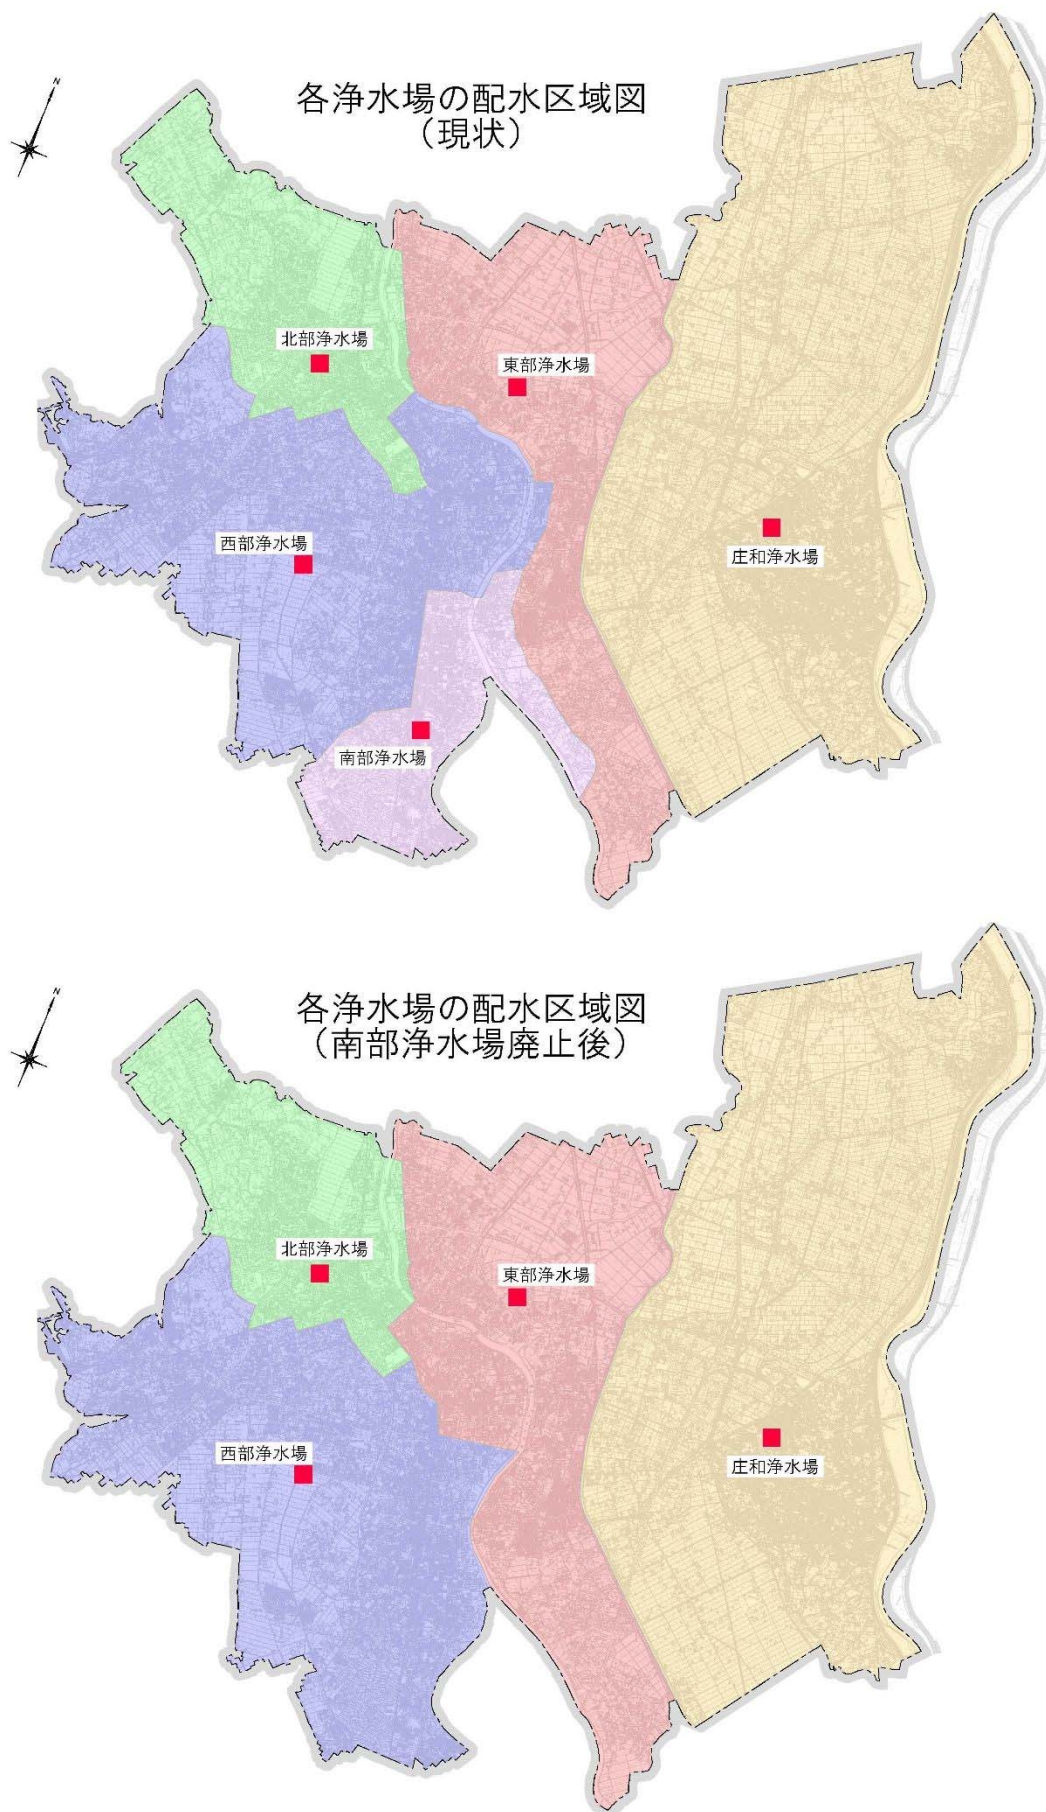 各浄水場の配水区域図
（現状）
N
北部浄水場
東部浄水場
西部浄水場
庄和浄水場
南部浄水場
各浄水場の配水区域図
（南部浄水場廃止後）
N
北部浄水場
東部浄水場
西部浄水場
庄和浄水場